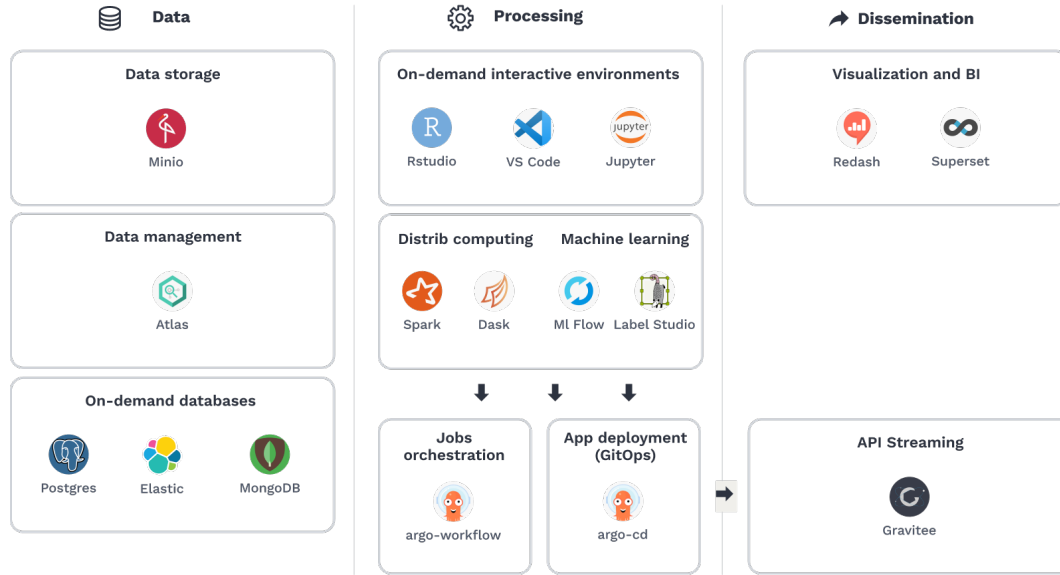 Data
Data storage
Minio
Data management
Atlas
On-demand databases
Postgres
Elastic
MongoDB
Processing
On-demand interactive environments
R
Rstudio
VS Code
jupyter
Jupyter
Distrib computing
Machine learning
Spark
Dask
Ml Flow
Label Studio
Jobs
orchestration
argo-workflow
App deployment
(GitOps)
argo-cd
Dissemination
Visualization and BI
Redash
Superset
API Streaming
Gravitee